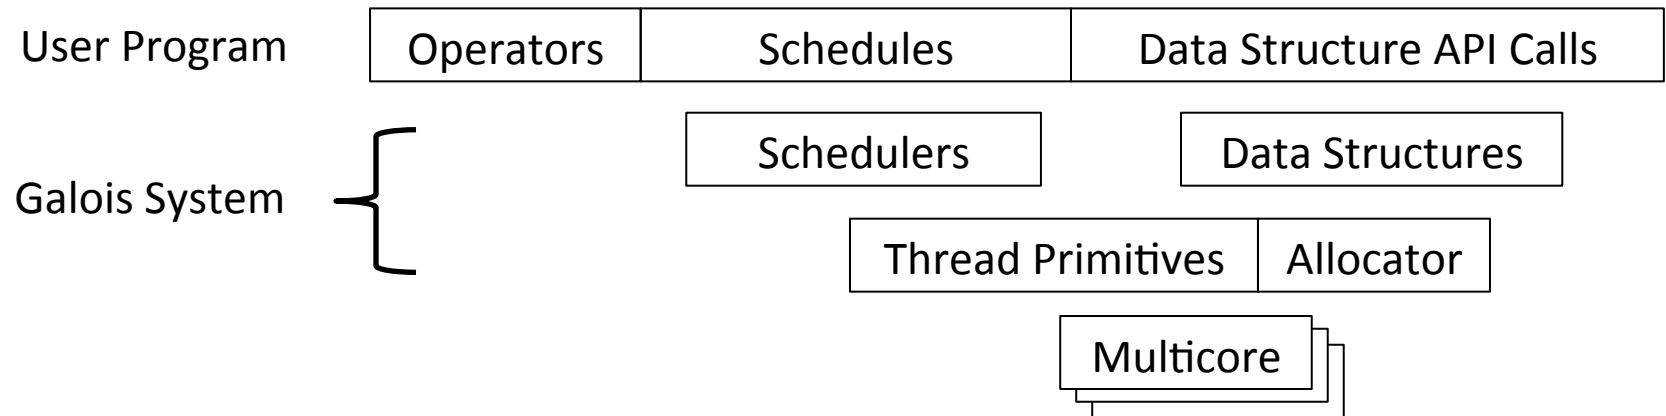 User Program
Operators
Schedules
Data Structure API Calls
Schedulers
Data Structures
Galois System
Thread Primitives
Allocator
Multicore